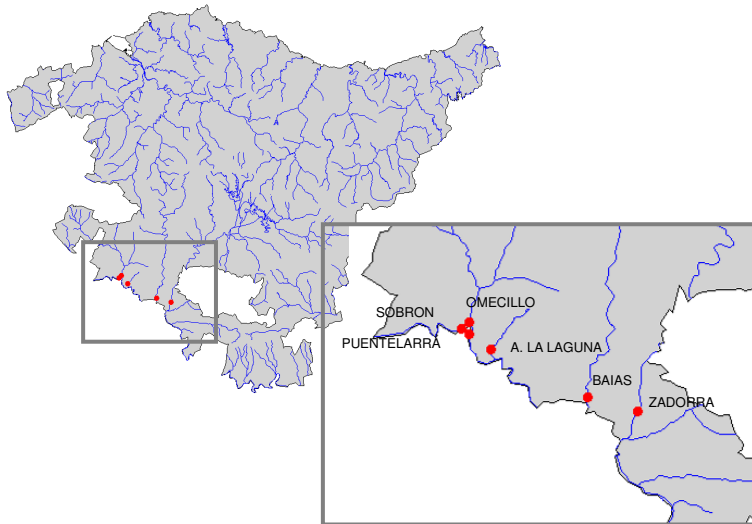 OMECILLO
SOBRON
PUENTELARRA
A. LA LAGUNA
BAIAS
ZADORRA